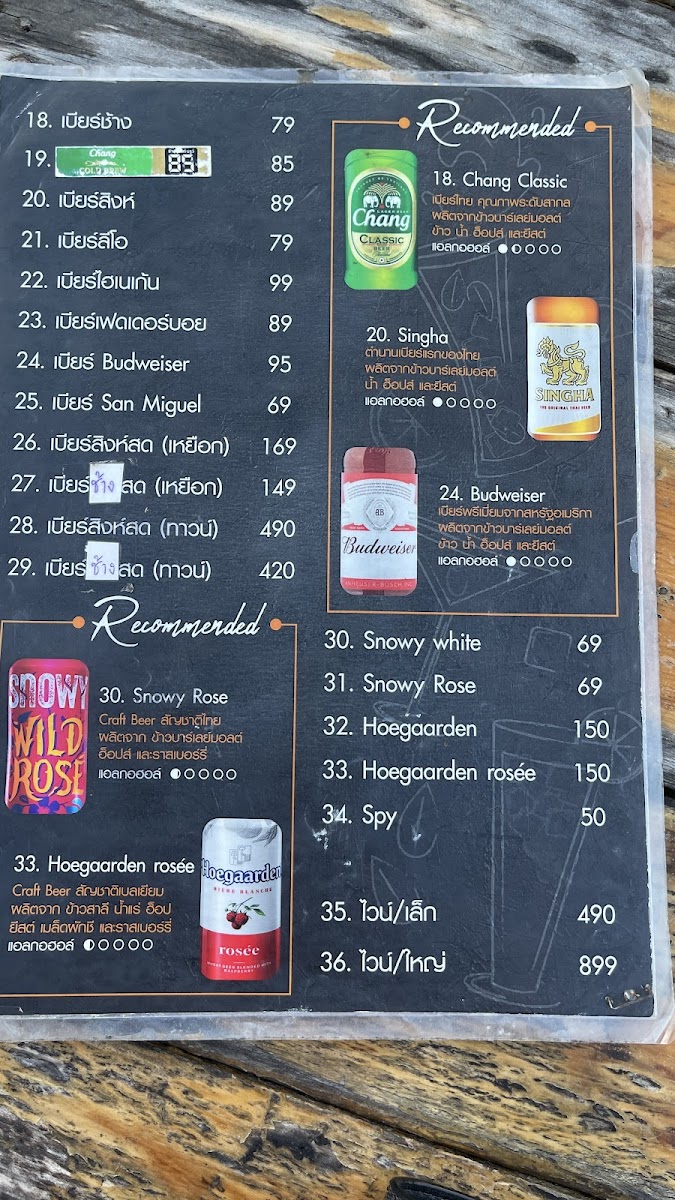 18. เบียร์ช้าง 79
19. Chang COLD BREW 85 85
20. เบียร์สิงห์ 89
21. เบียร์ลีโอ 79
22. เบียร์ไฮเนเก้น 99
23. เบียร์เฟดเดอร์บอย 89
24. เบียร์ Budweiser 95
25. เบียร์ San Miguel 69
26. เบียร์สิงห์สด (เหยือก) 169
27. เบียร์ช้างสด (เหยือก) 149
28. เบียร์สิงห์สด (ทาวน์) 490
29. เบียร์ช้างสด (ทาวน์) 420
Recommended
18. Chang Classic
เบียร์ไทย คุณภาพระดับสากล
ผลิตจากข้าวบาร์เลย์มอลต์
ข้าว น้ำ ฮ็อปส์ และยีสต์
แอลกอฮอล์
Chang
CLASSIC
BEER
20. Singha
ตำนานเบียร์แรกของไทย
ผลิตจากข้าวบาร์เลย์มอลต์
น้ำ ฮ็อปส์ และยีสต์
แอลกอฮอล์
SINGHA
THE ORIGINAL THAI BEER
24. Budweiser
เบียร์พรีเมี่ยมจากสหรัฐอเมริกา
ผลิตจากข้าวบาร์เลย์มอลต์
ข้าว น้ำ ฮ็อปส์ และยีสต์
แอลกอฮอล์
Budweiser
Recommended
SNOWY
WILD
ROSE
30. Snowy Rose
Craft Beer สัญชาติไทย
ผลิตจาก ข้าวบาร์เลย์มอลต์
ฮ็อปส์ และราสเบอร์รี่
แอลกอฮอล์
33. Hoegaarden rosée
Craft Beer สัญชาติเบลเยียม
ผลิตจาก ข้าวสาลี น้ำแร่ ฮ็อป
ยีสต์ เมล็ดผักชี และราสเบอร์รี่
แอลกอฮอล์
Hoegaarden
BIÈRE BLANCHE
rosée
30. Snowy white 69
31. Snowy Rose 69
32. Hoegaarden 150
33. Hoegaarden rosée 150
34. Spy 50
35. ไวน์/เล็ก 490
36. ไวน์/ใหญ่ 899